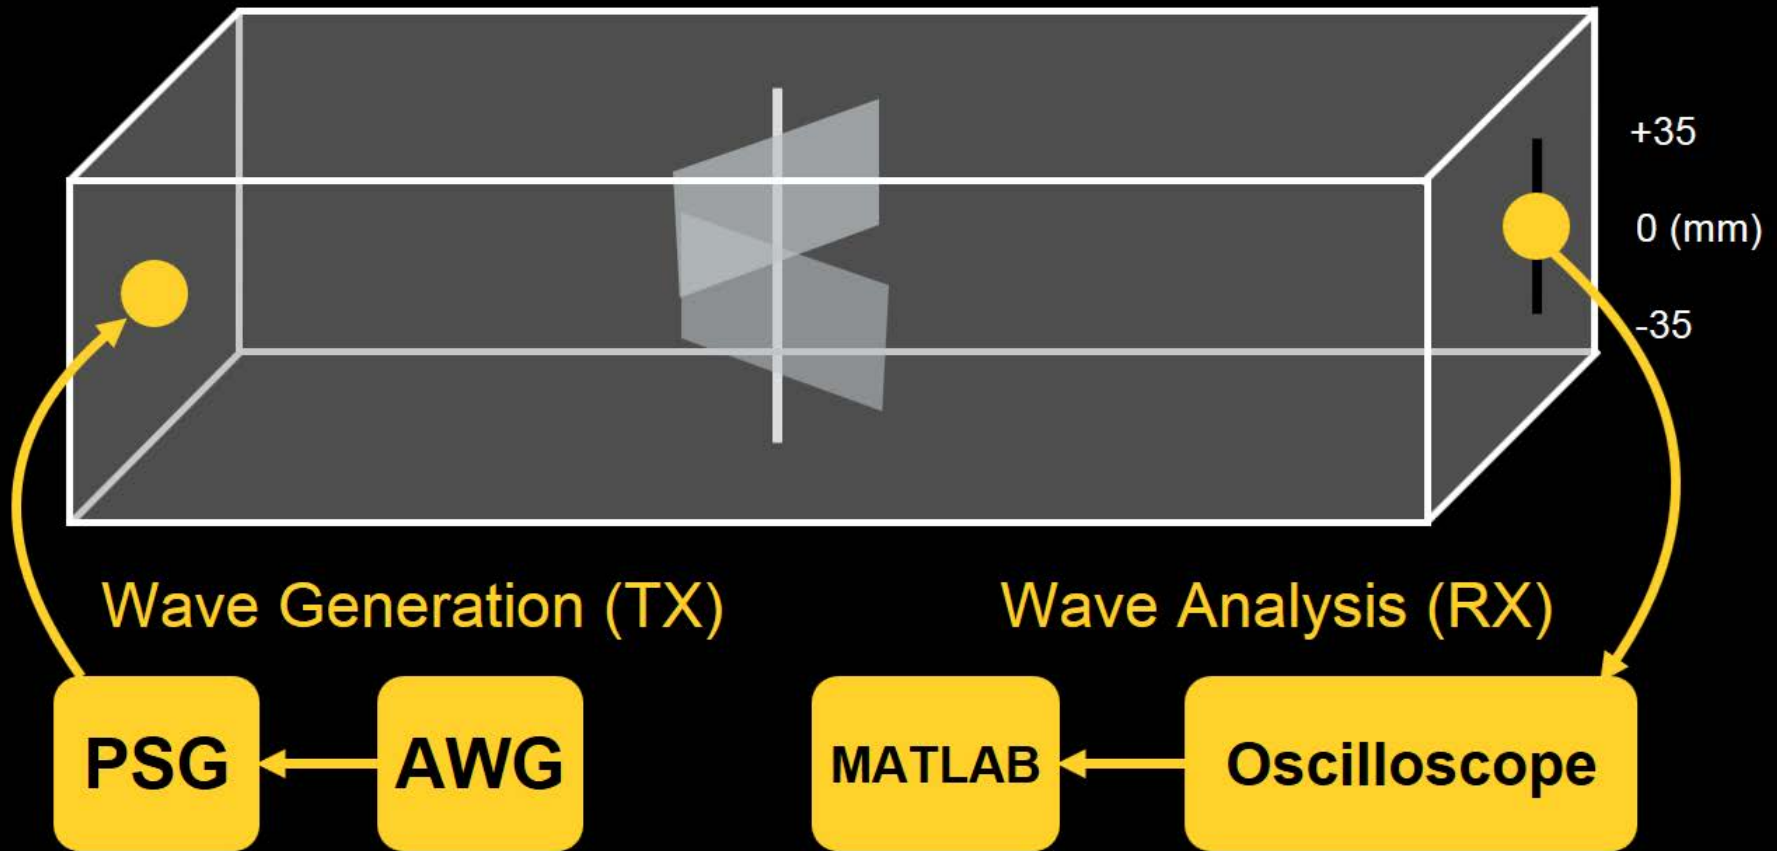 +35
0 (mm)
-35
Wave Generation (TX)
Wave Analysis (RX)
PSG
AWG
MATLAB
Oscilloscope